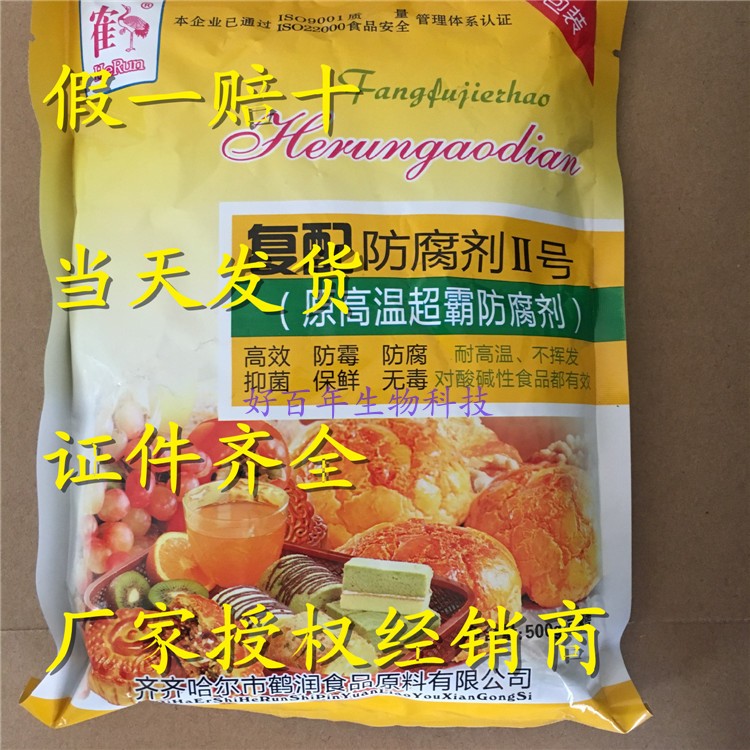 本企业已通过 ISO9001质量 管理体系认证
ISO22000食品安全
包装
鹤
HeRun
假一赔十
Fangfujierhao
Herungaodian
复配防腐剂Ⅱ号
当天发货
(原高温超霸防腐剂)
高效 防霉 防腐 耐高温、不挥发
抑菌 保鲜 无毒 对酸碱性食品都有效
好百年生物科技
证件齐全
厂家授权经销商
齐齐哈尔市鹤润食品原料有限公司